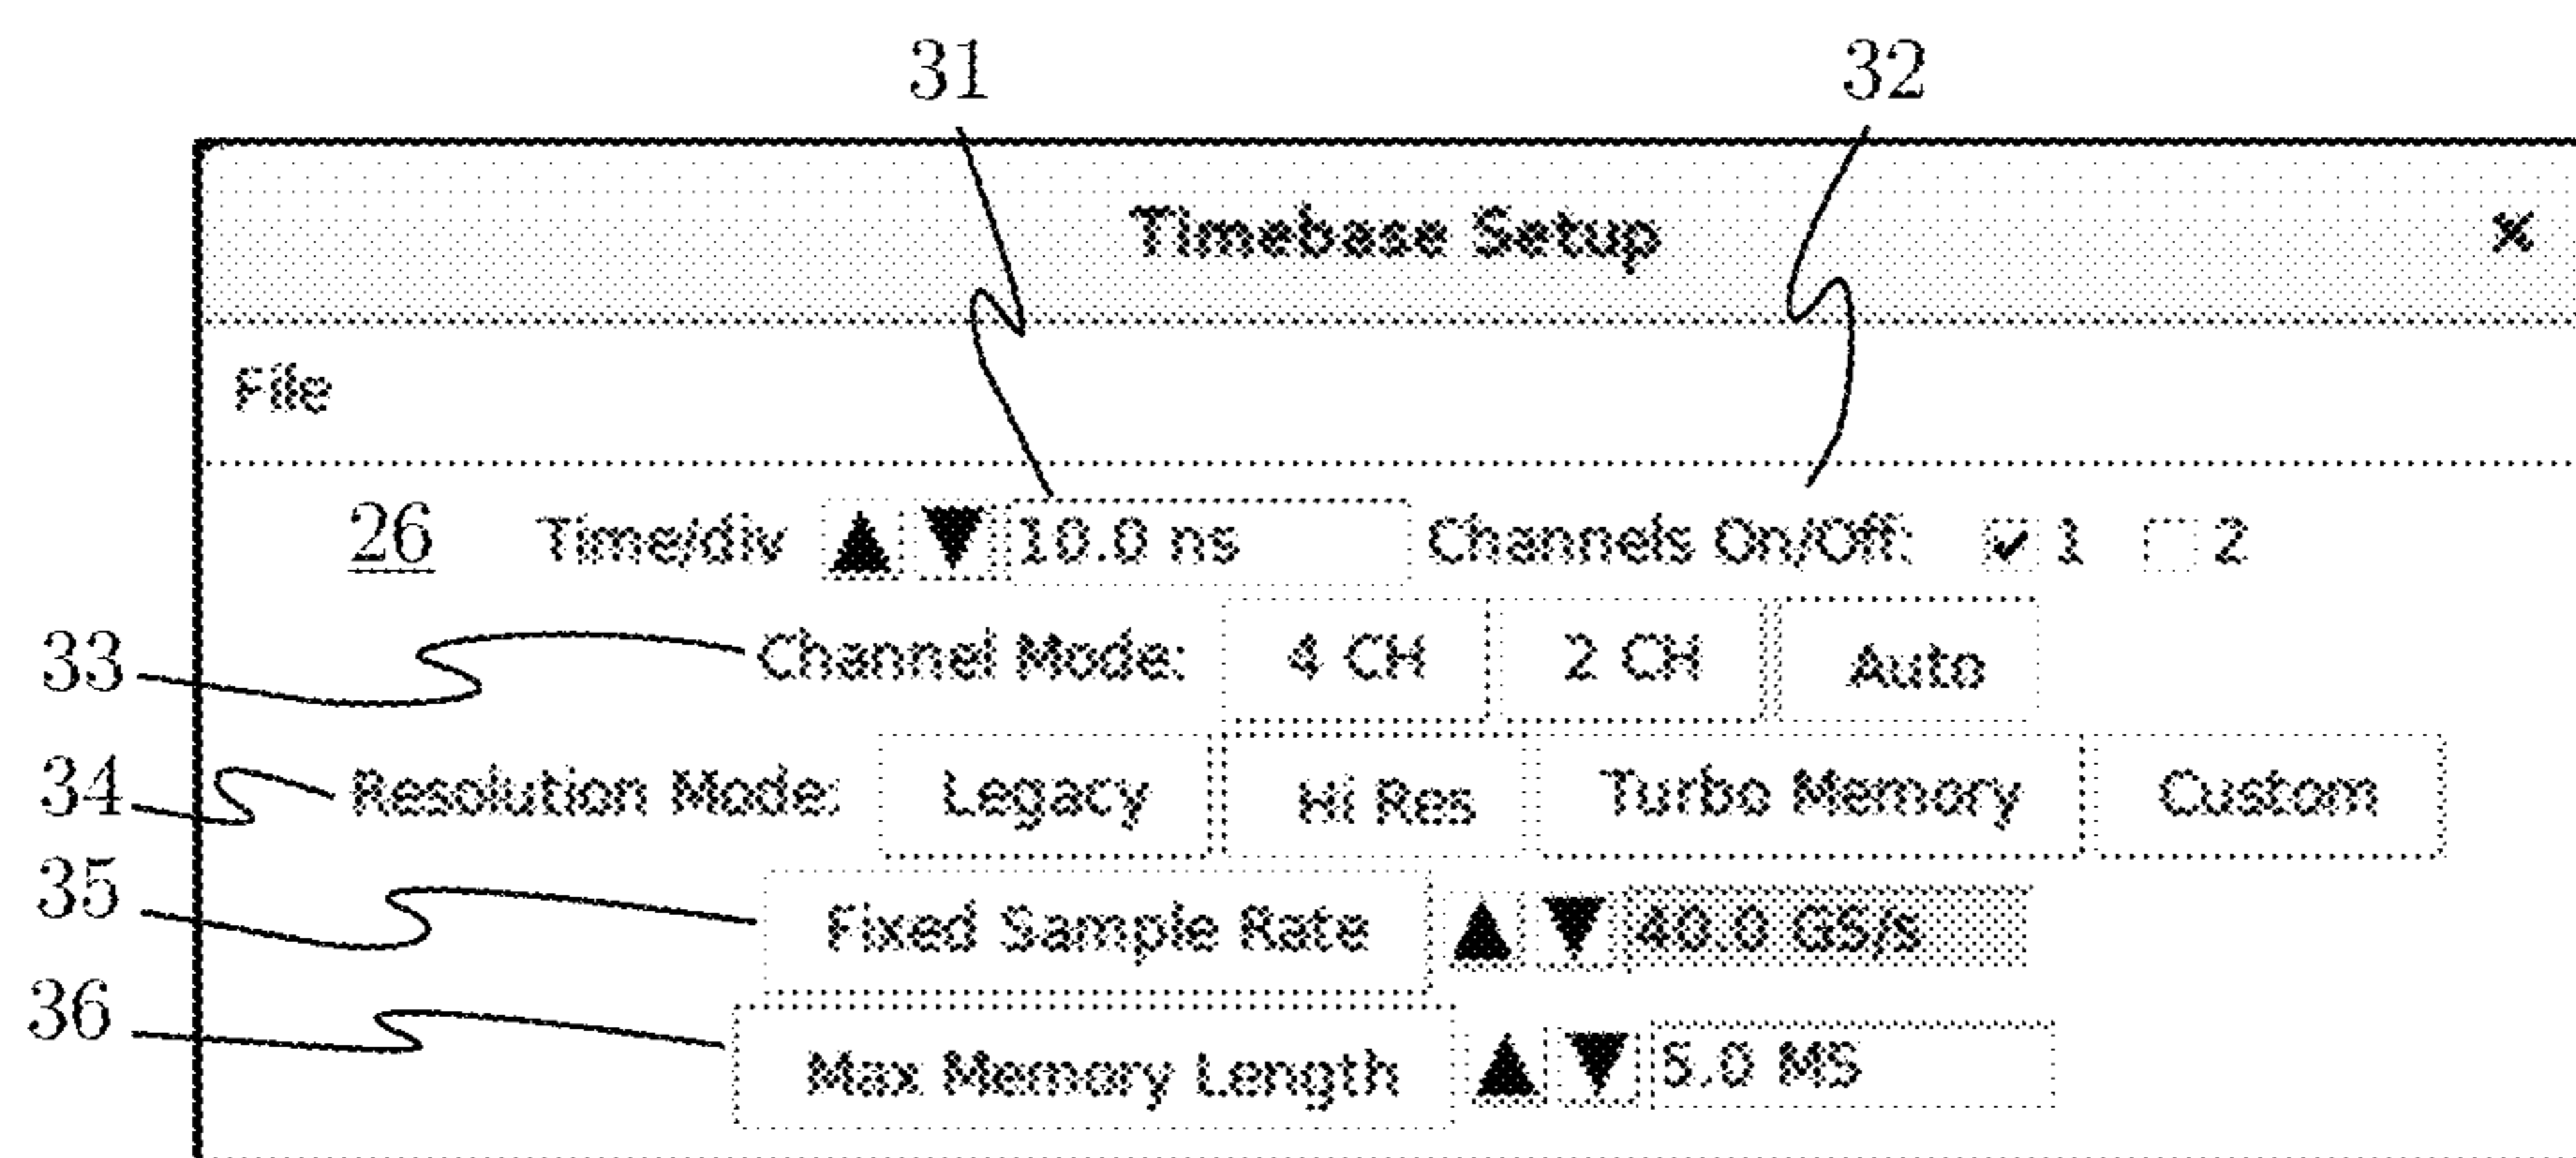 31 32
Timebase Setup ×
File
26 Time/div ▲ ▼ 10.0 ns Channels On/Off: ✓ 1 2
33 Channel Mode: 4 CH 2 CH Auto
34 Resolution Mode: Legacy Hi Res Turbo Memory Custom
35 Fixed Sample Rate ▲ ▼ 40.0 GS/s
36 Max Memory Length ▲ ▼ 5.0 MS